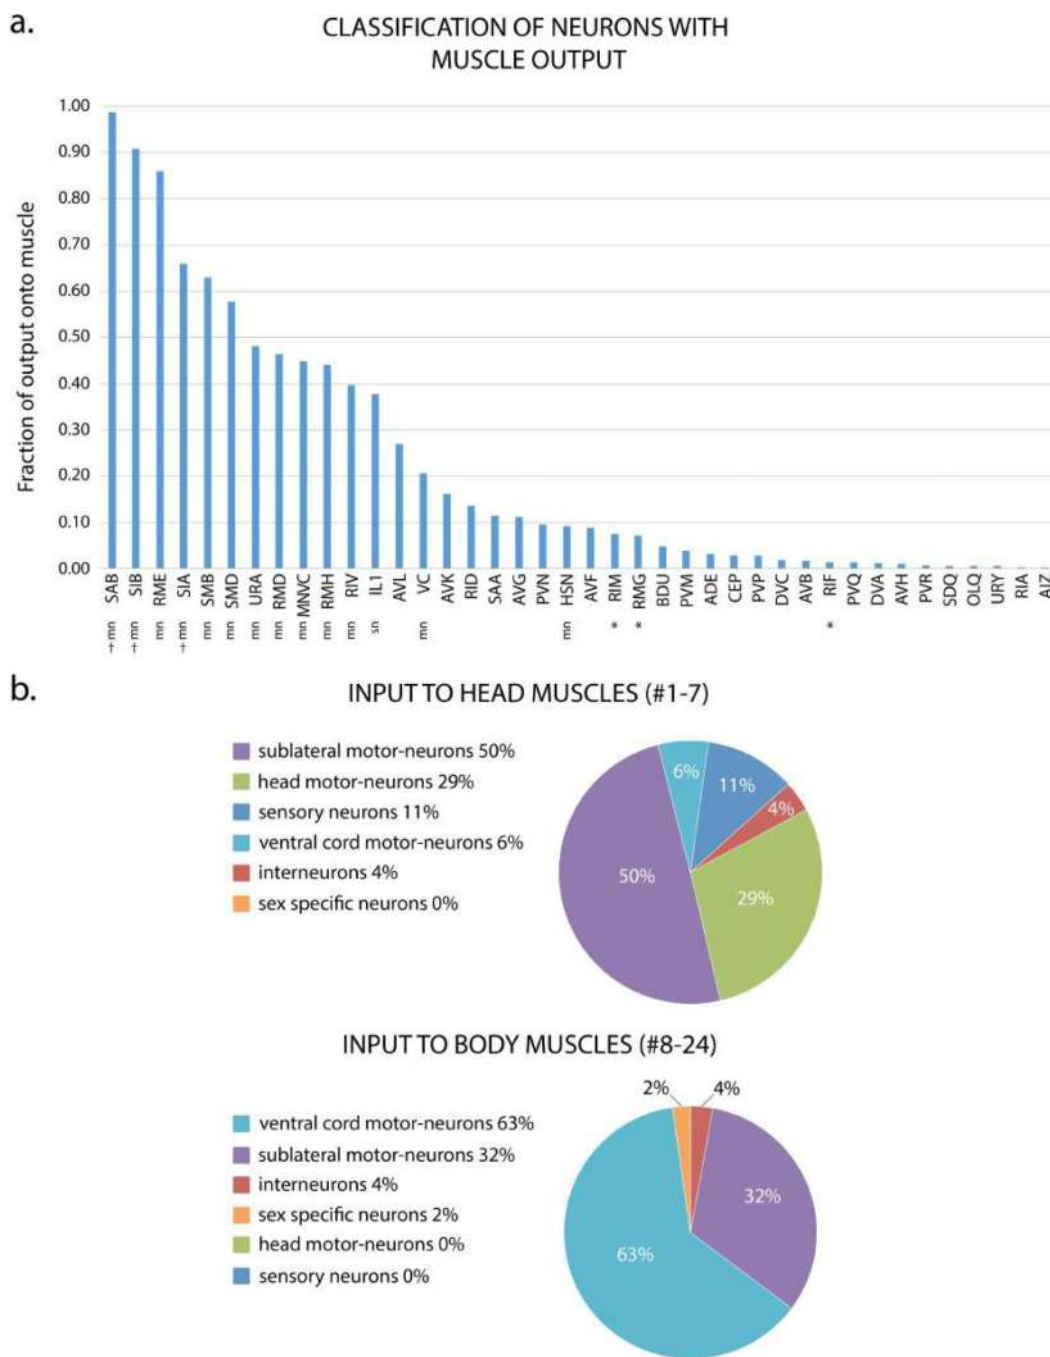 a.
CLASSIFICATION OF NEURONS WITH
MUSCLE OUTPUT
Fraction of output onto muscle
1.00
0.90
0.80
0.70
0.60
0.50
0.40
0.30
0.20
0.10
0.00
SAB SIB RME SIA SMB SMD URA RMD MNVC RMH RIV IL1 AVL VC AVK RID SAA AVG PVN HSN AVF RIM RMG BDU PVM ADE CEP PVP DVC AVB RIF PVQ DVA AVH PVR SDQ OLQ URY RIA AIZ
† mn † mn mn † mn mn mn mn mn mn mn mn sn mn mn * * *
b.
INPUT TO HEAD MUSCLES (#1-7)
sublateral motor-neurons 50%
head motor-neurons 29%
sensory neurons 11%
ventral cord motor-neurons 6%
interneurons 4%
sex specific neurons 0%
6%
11%
4%
50%
29%
INPUT TO BODY MUSCLES (#8-24)
2% 4%
ventral cord motor-neurons 63%
sublateral motor-neurons 32%
interneurons 4%
sex specific neurons 2%
head motor-neurons 0%
sensory neurons 0%
32%
63%